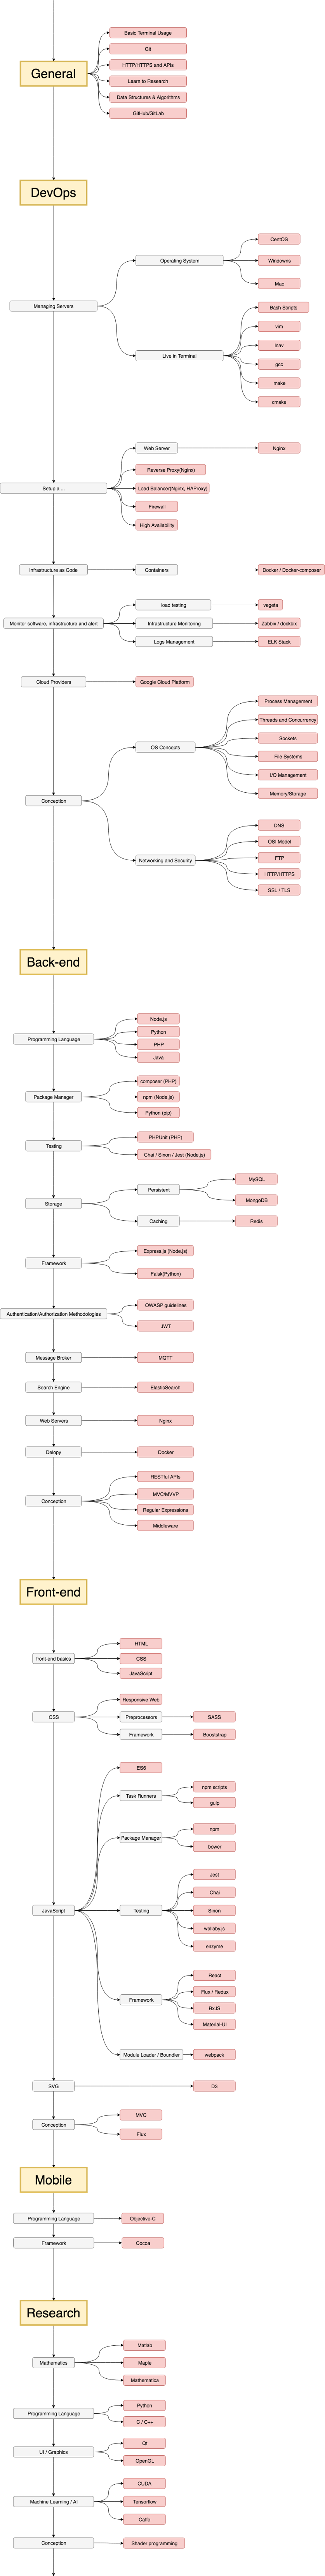 General
Basic Terminal Usage
Git
HTTP/HTTPS and APIs
Learn to Research
Data Structures & Algorithms
GitHub/GitLab
DevOps
Managing Servers
Operating System
CentOS
Windowns
Mac
Live in Terminal
Bash Scripts
vim
lnav
gcc
make
cmake
Setup a ...
Web Server
Nginx
Reverse Proxy(Nginx)
Load Balancer(Nginx, HAProxy)
Firewall
High Availability
Infrastructure as Code
Containers
Docker / Docker-composer
Monitor software, infrastructure and alert
load testing
vegeta
Infrastructure Monitoring
Zabbix / dockbix
Logs Management
ELK Stack
Cloud Providers
Google Cloud Platform
Conception
OS Concepts
Process Management
Threads and Concurrency
Sockets
File Systems
I/O Management
Memory/Storage
Networking and Security
DNS
OSI Model
FTP
HTTP/HTTPS
SSL / TLS
Back-end
Programming Language
Node.js
Python
PHP
Java
Package Manager
composer (PHP)
npm (Node.js)
Python (pip)
Testing
PHPUnit (PHP)
Chai / Sinon / Jest (Node.js)
Storage
Persistent
MySQL
MongoDB
Caching
Redis
Framework
Express.js (Node.js)
Falsk(Python)
Authentication/Authorization Methodologies
OWASP guidelines
JWT
Message Broker
MQTT
Search Engine
ElasticSearch
Web Servers
Nginx
Delopy
Docker
Conception
RESTful APIs
MVC/MVVP
Regular Expressions
Middleware
Front-end
front-end basics
HTML
CSS
JavaScript
CSS
Responsive Web
Preprocessors
SASS
Framework
Booststrap
JavaScript
ES6
Task Runners
npm scripts
gulp
Package Manager
npm
bower
Testing
Jest
Chai
Sinon
wallaby.js
enzyme
Framework
React
Flux / Redux
RxJS
Material-UI
Module Loader / Boundler
webpack
SVG
D3
Conception
MVC
Flux
Mobile
Programming Language
Objective-C
Framework
Cocoa
Research
Mathematics
Matlab
Maple
Mathematica
Programming Language
Python
C / C++
UI / Graphics
Qt
OpenGL
Machine Learning / AI
CUDA
Tensorflow
Caffe
Conception
Shader programming